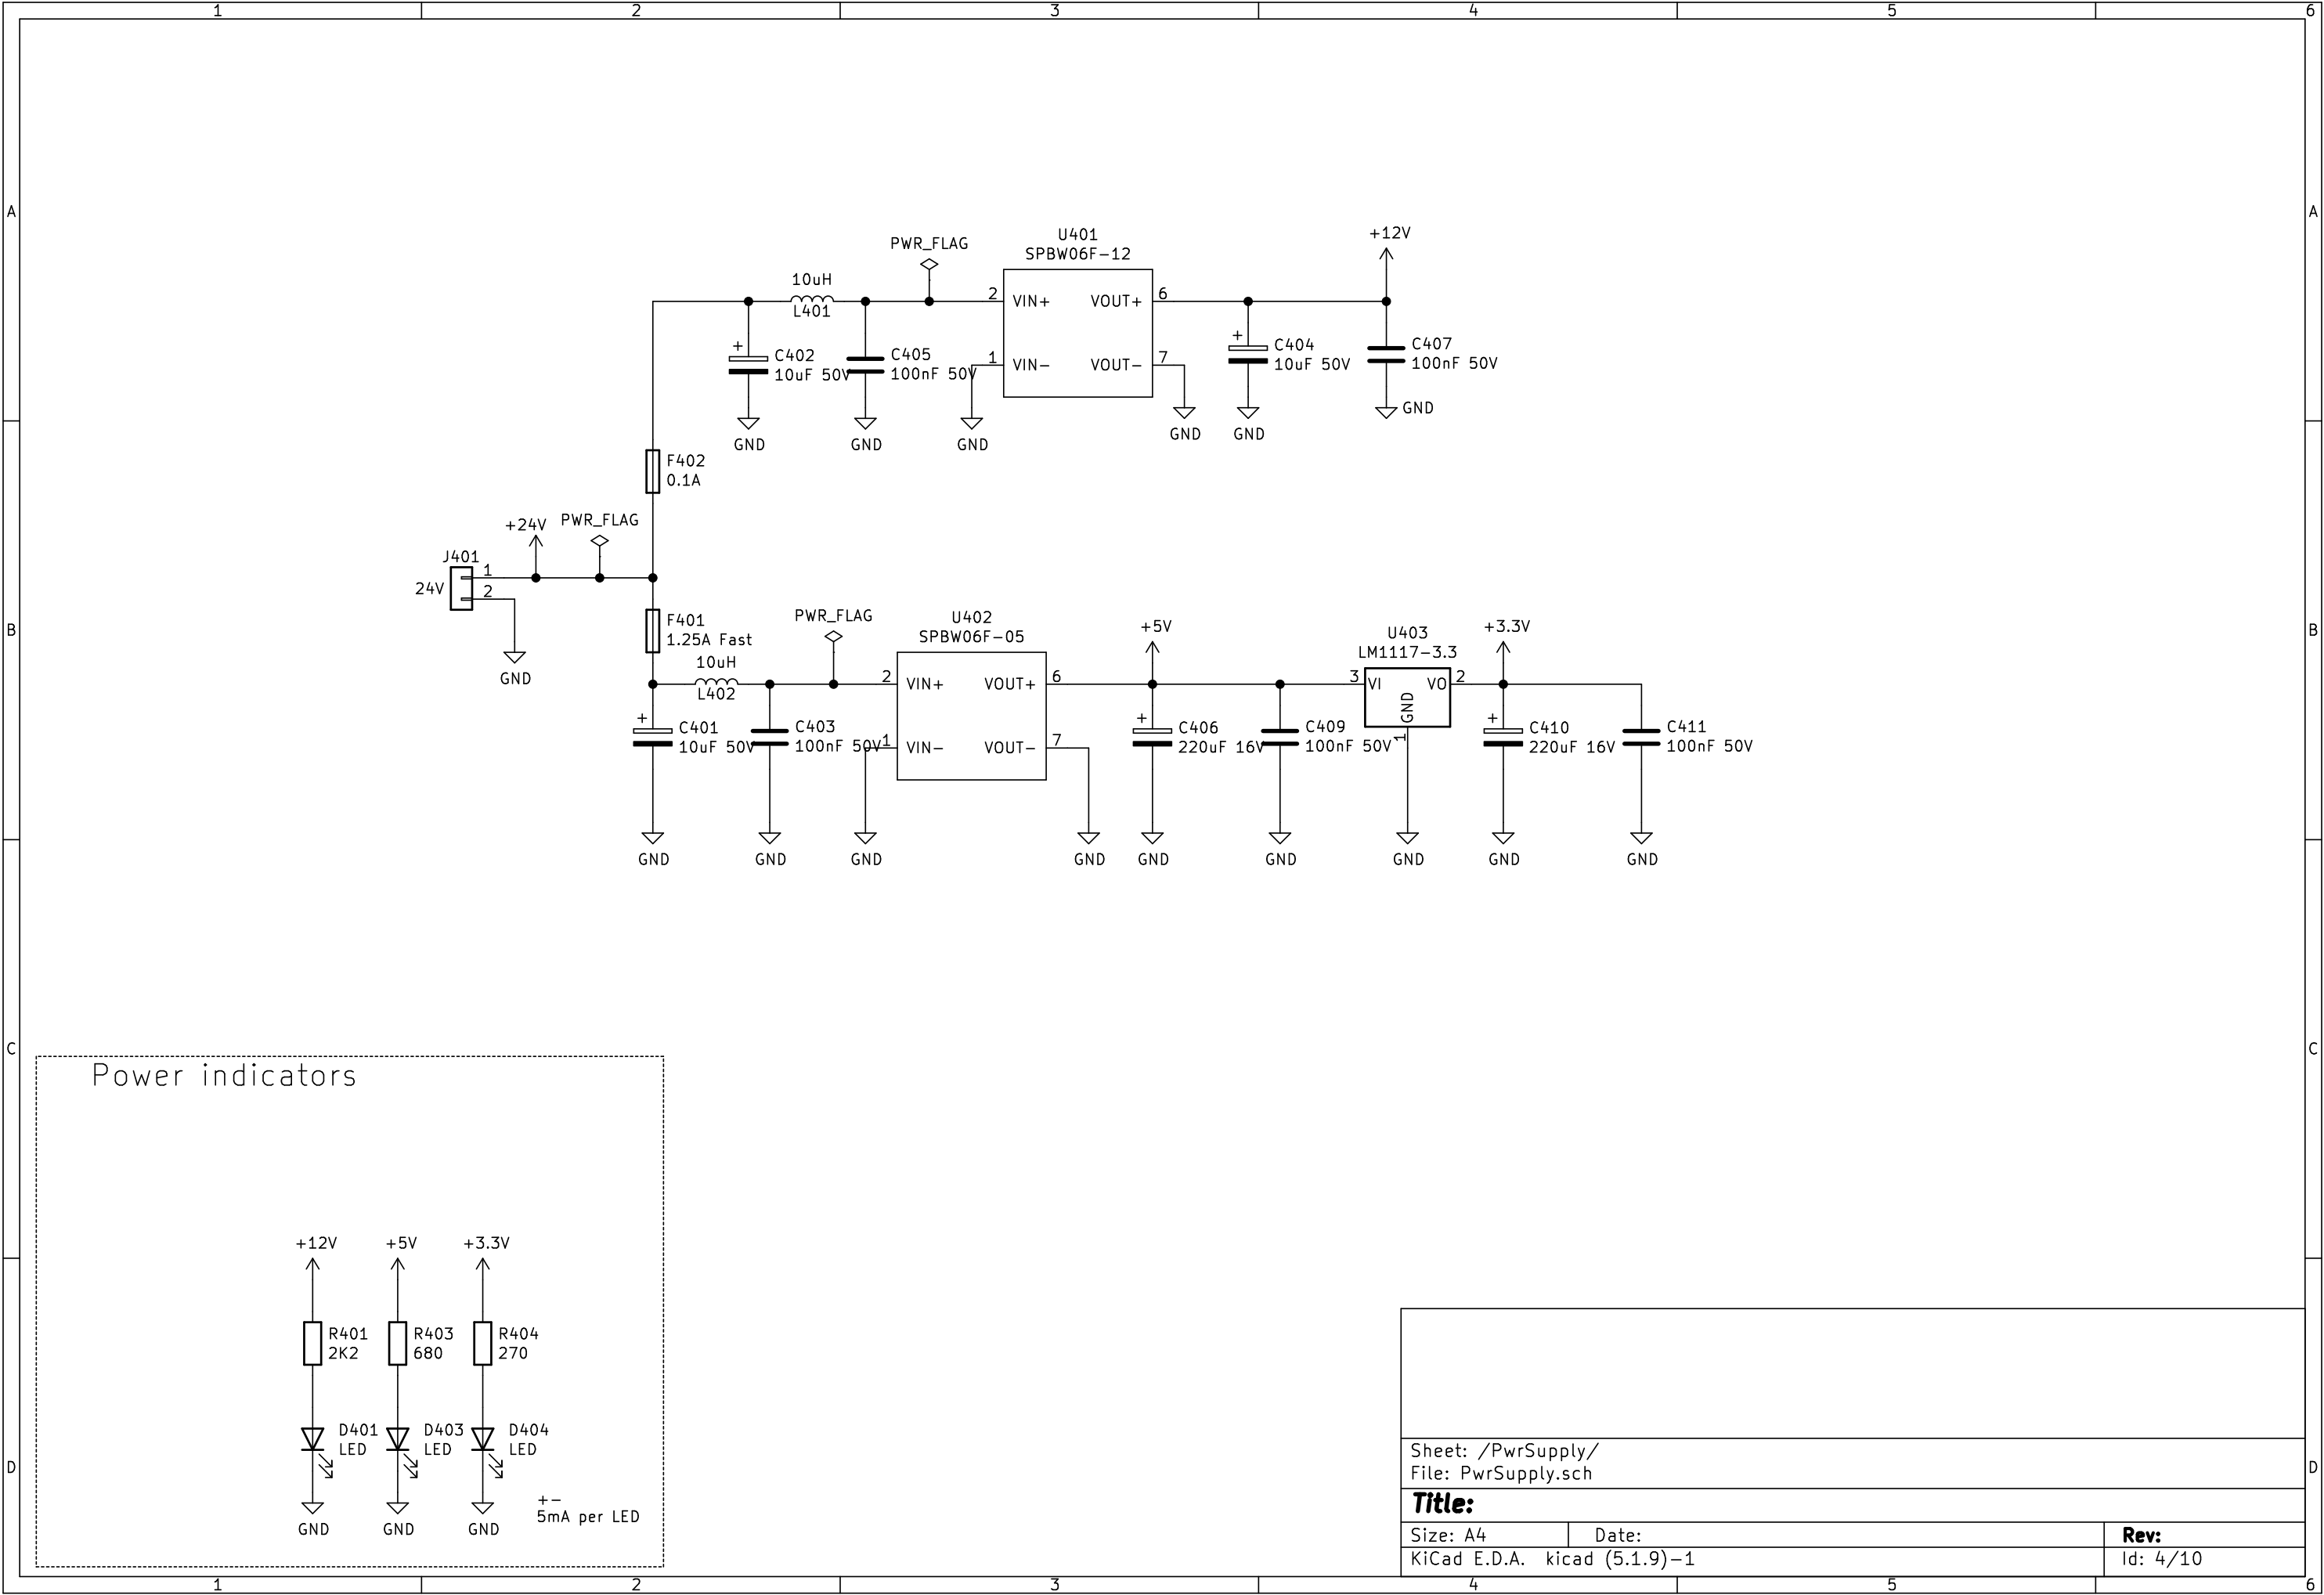 1 2 3 4 5 6
A A
U401
SPBW06F-12
PWR_FLAG
+12V
10uH
L401
2 VIN+ VOUT+ 6
1 VIN- VOUT- 7
+ C402
10uF 50V
C405
100nF 50V
+ C404
10uF 50V
C407
100nF 50V
GND GND GND GND GND GND
F402
0.1A
+24V PWR_FLAG
J401
24V 1
2
GND
B B
F401
1.25A Fast
PWR_FLAG
U402
SPBW06F-05
+5V
U403
LM1117-3.3
+3.3V
10uH
L402
2 VIN+ VOUT+ 6
1 VIN- VOUT- 7
3 VI VO 2
GND
1
+ C401
10uF 50V
C403
100nF 50V
+ C406
220uF 16V
C409
100nF 50V
+ C410
220uF 16V
C411
100nF 50V
GND GND GND GND GND GND GND GND GND
C C
Power indicators
+12V +5V +3.3V
R401
2K2
R403
680
R404
270
D401
LED
D403
LED
D404
LED
GND GND GND
+-
5mA per LED
D D
Sheet: /PwrSupply/
File: PwrSupply.sch
Title:
Size: A4 Date: Rev:
KiCad E.D.A. kicad (5.1.9)-1 Id: 4/10
1 2 3 4 5 6